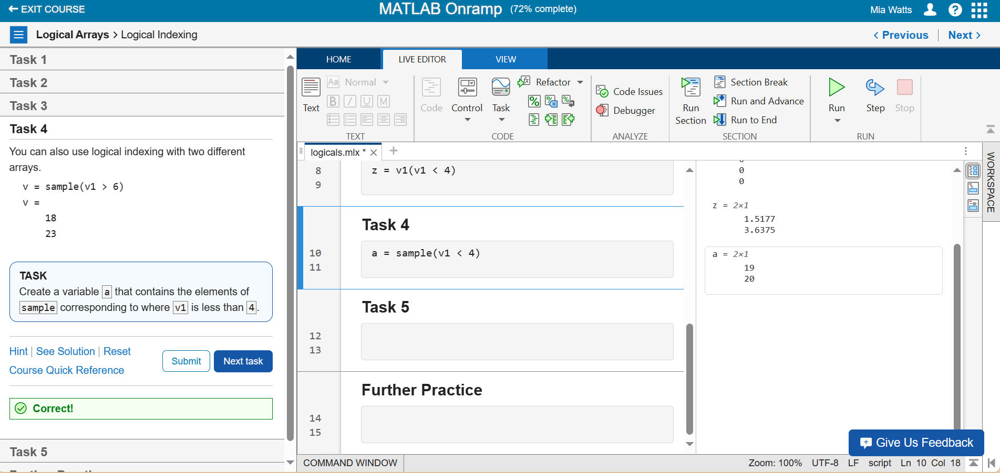 EXIT COURSE
MATLAB Onramp (72% complete)
Mia Watts
Logical Arrays > Logical Indexing
Previous
Next
Task 1
Task 2
Task 3
Task 4
You can also use logical indexing with two different
arrays.
v = sample(v1 > 6)
v =
18
23
TASK
Create a variable a that contains the elements of
sample corresponding to where v1 is less than 4.
Hint | See Solution | Reset
Course Quick Reference
Submit
Next task
Correct!
Task 5
HOME
LIVE EDITOR
VIEW
Text
Aa Normal
B I U M
TEXT
Code
Control
Task
Refactor
CODE
Code Issues
Debugger
ANALYZE
Run
Section
Section Break
Run and Advance
Run to End
SECTION
Run
Step
Stop
RUN
logicals.mlx *
8 z = v1(v1 < 4)
9
Task 4
10 a = sample(v1 < 4)
11
Task 5
12
13
Further Practice
14
15
0
0
z = 2×1
1.5177
3.6375
a = 2×1
19
20
WORKSPACE
Give Us Feedback
COMMAND WINDOW
Zoom: 100% UTF-8 LF script Ln 10 Col 18